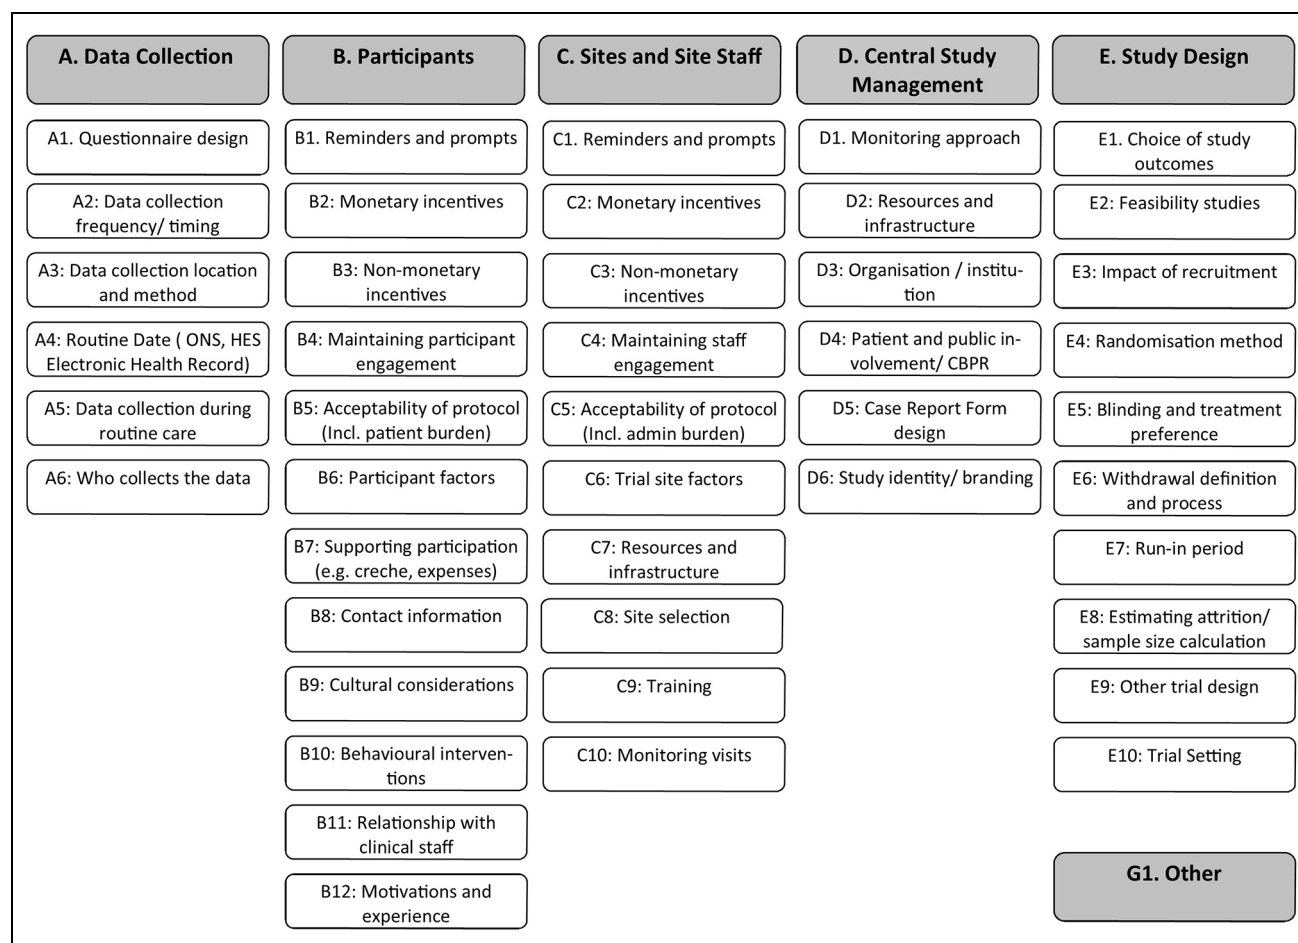 A. Data Collection
A1. Questionnaire design
A2: Data collection
frequency/ timing
A3: Data collection location
and method
A4: Routine Date ( ONS, HES
Electronic Health Record)
A5: Data collection during
routine care
A6: Who collects the data
B. Participants
B1. Reminders and prompts
B2: Monetary incentives
B3: Non-monetary
incentives
B4: Maintaining participant
engagement
B5: Acceptability of protocol
(Incl. patient burden)
B6: Participant factors
B7: Supporting participation
(e.g. creche, expenses)
B8: Contact information
B9: Cultural considerations
B10: Behavioural interven-
tions
B11: Relationship with
clinical staff
B12: Motivations and
experience
C. Sites and Site Staff
C1. Reminders and prompts
C2: Monetary incentives
C3: Non-monetary
incentives
C4: Maintaining staff
engagement
C5: Acceptability of protocol
(Incl. admin burden)
C6: Trial site factors
C7: Resources and
infrastructure
C8: Site selection
C9: Training
C10: Monitoring visits
D. Central Study
Management
D1. Monitoring approach
D2: Resources and
infrastructure
D3: Organisation / institu-
tion
D4: Patient and public in-
volvement/ CBPR
D5: Case Report Form
design
D6: Study identity/ branding
E. Study Design
E1. Choice of study
outcomes
E2: Feasibility studies
E3: Impact of recruitment
E4: Randomisation method
E5: Blinding and treatment
preference
E6: Withdrawal definition
and process
E7: Run-in period
E8: Estimating attrition/
sample size calculation
E9: Other trial design
E10: Trial Setting
G1. Other